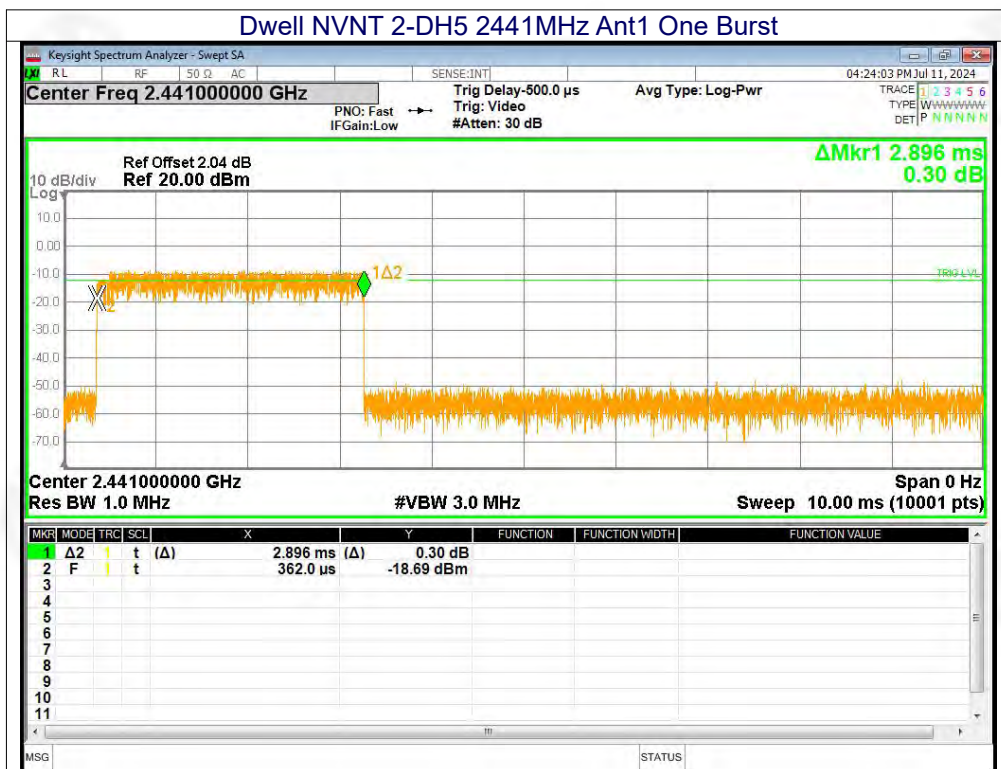 Dwell NVNT 2-DH5 2441MHz Ant1 One Burst
Keysight Spectrum Analyzer - Swept SA
LXI RL RF 50 Ω AC SENSE:INT 04:24:03 PM Jul 11, 2024
Center Freq 2.441000000 GHz
PNO: Fast
IFGain:Low
Trig Delay-500.0 µs
Trig: Video
#Atten: 30 dB
Avg Type: Log-Pwr
TRACE 1 2 3 4 5 6
TYPE WWWWWWW
DET P N N N N N
ΔMkr1 2.896 ms
0.30 dB
Ref Offset 2.04 dB
10 dB/div Ref 20.00 dBm
Log
10.0
0.00
-10.0
-20.0
-30.0
-40.0
-50.0
-60.0
-70.0
1Δ2
2
TRIG LVL
Center 2.441000000 GHz Span 0 Hz
Res BW 1.0 MHz #VBW 3.0 MHz Sweep 10.00 ms (10001 pts)
MKR MODE TRC SCL X Y FUNCTION FUNCTION WIDTH FUNCTION VALUE
1 Δ2 1 t (Δ) 2.896 ms (Δ) 0.30 dB
2 F 1 t 362.0 µs -18.69 dBm
3
4
5
6
7
8
9
10
11
MSG STATUS